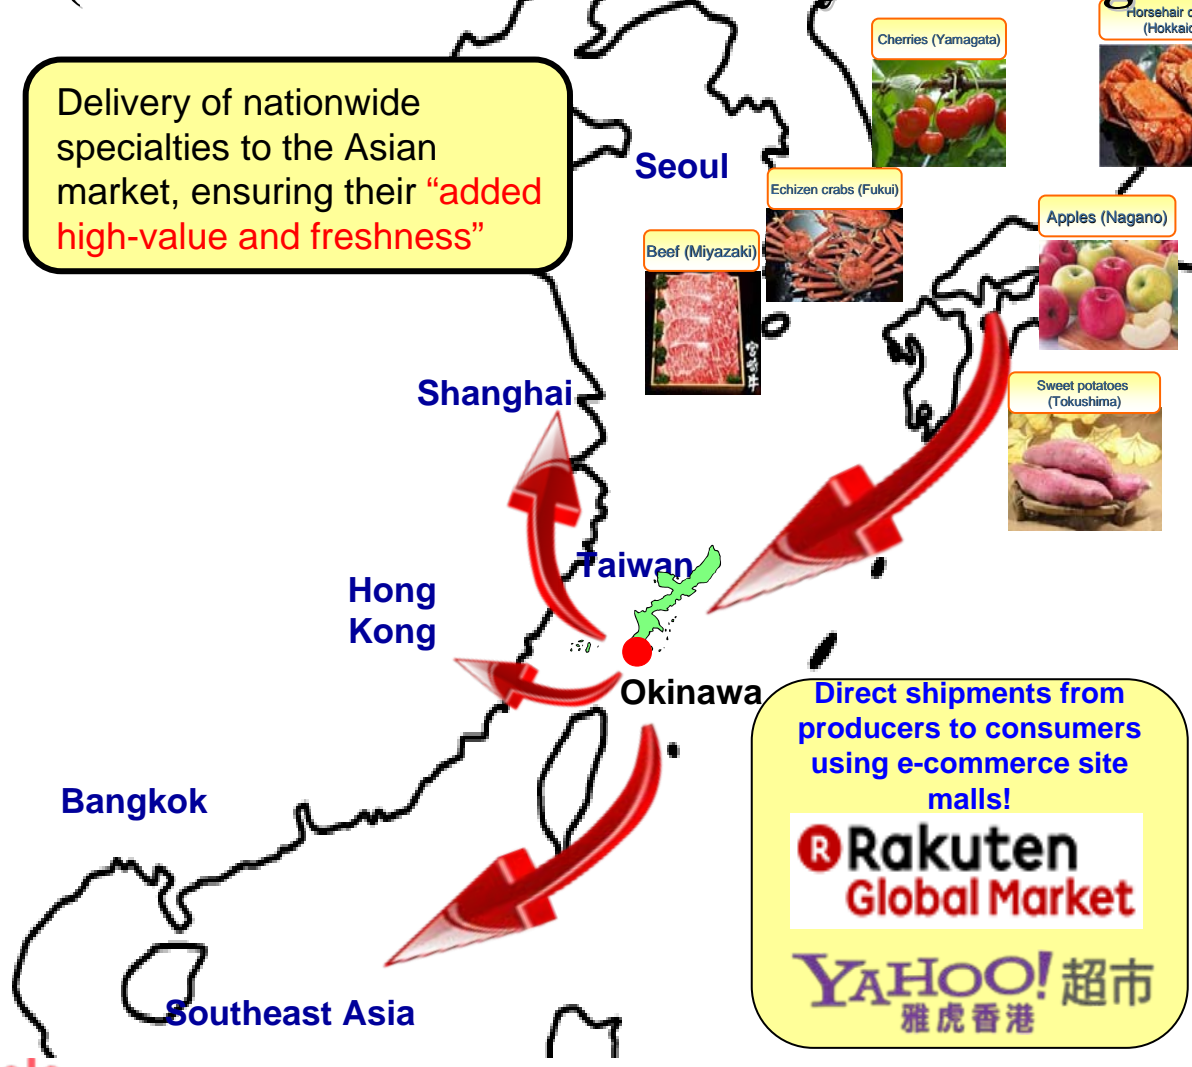 Delivery of nationwide
specialties to the Asian
market, ensuring their “added
high-value and freshness”
Cherries (Yamagata)
Horsehair
(Hokkaid
Seoul
Echizen crabs (Fukui)
Apples (Nagano)
Beef (Miyazaki)
Sweet potatoes
(Tokushima)
Shanghai
Taiwan
Hong
Kong
Okinawa
Bangkok
Southeast Asia
Direct shipments from
producers to consumers
using e-commerce site
malls!
R Rakuten
Global Market
YAHOO! 超市
雅虎香港